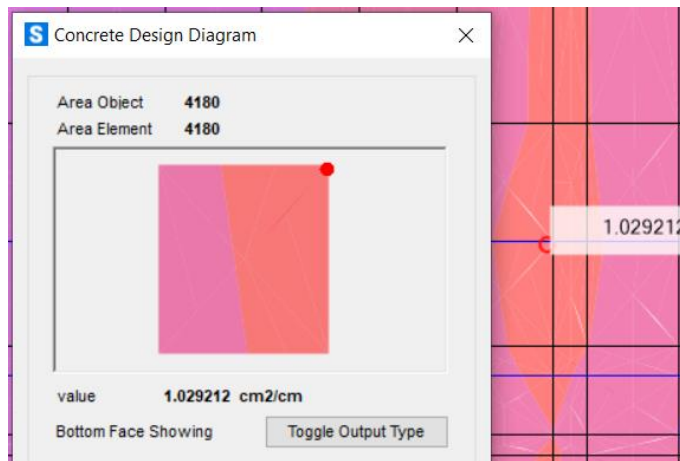 S Concrete Design Diagram
Area Object 4180
Area Element 4180
1.029212
value 1.029212 cm2/cm
Bottom Face Showing Toggle Output Type